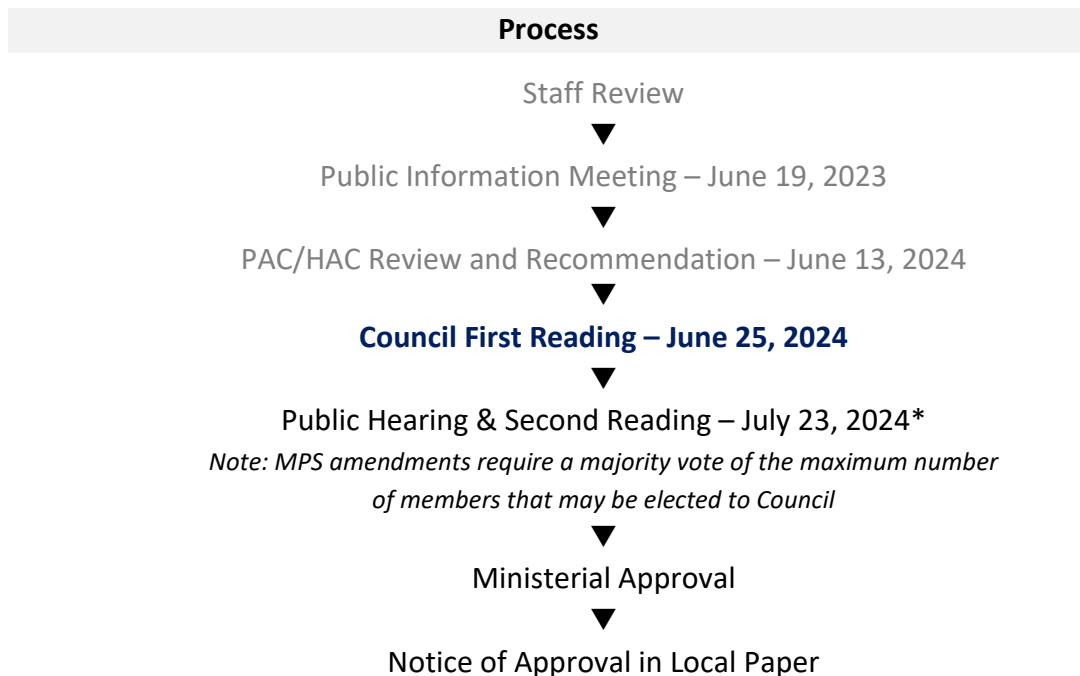 Process
Staff Review
Public Information Meeting – June 19, 2023
PAC/HAC Review and Recommendation – June 13, 2024
Council First Reading – June 25, 2024
Public Hearing & Second Reading – July 23, 2024*
Note: MPS amendments require a majority vote of the maximum number
of members that may be elected to Council
Ministerial Approval
Notice of Approval in Local Paper